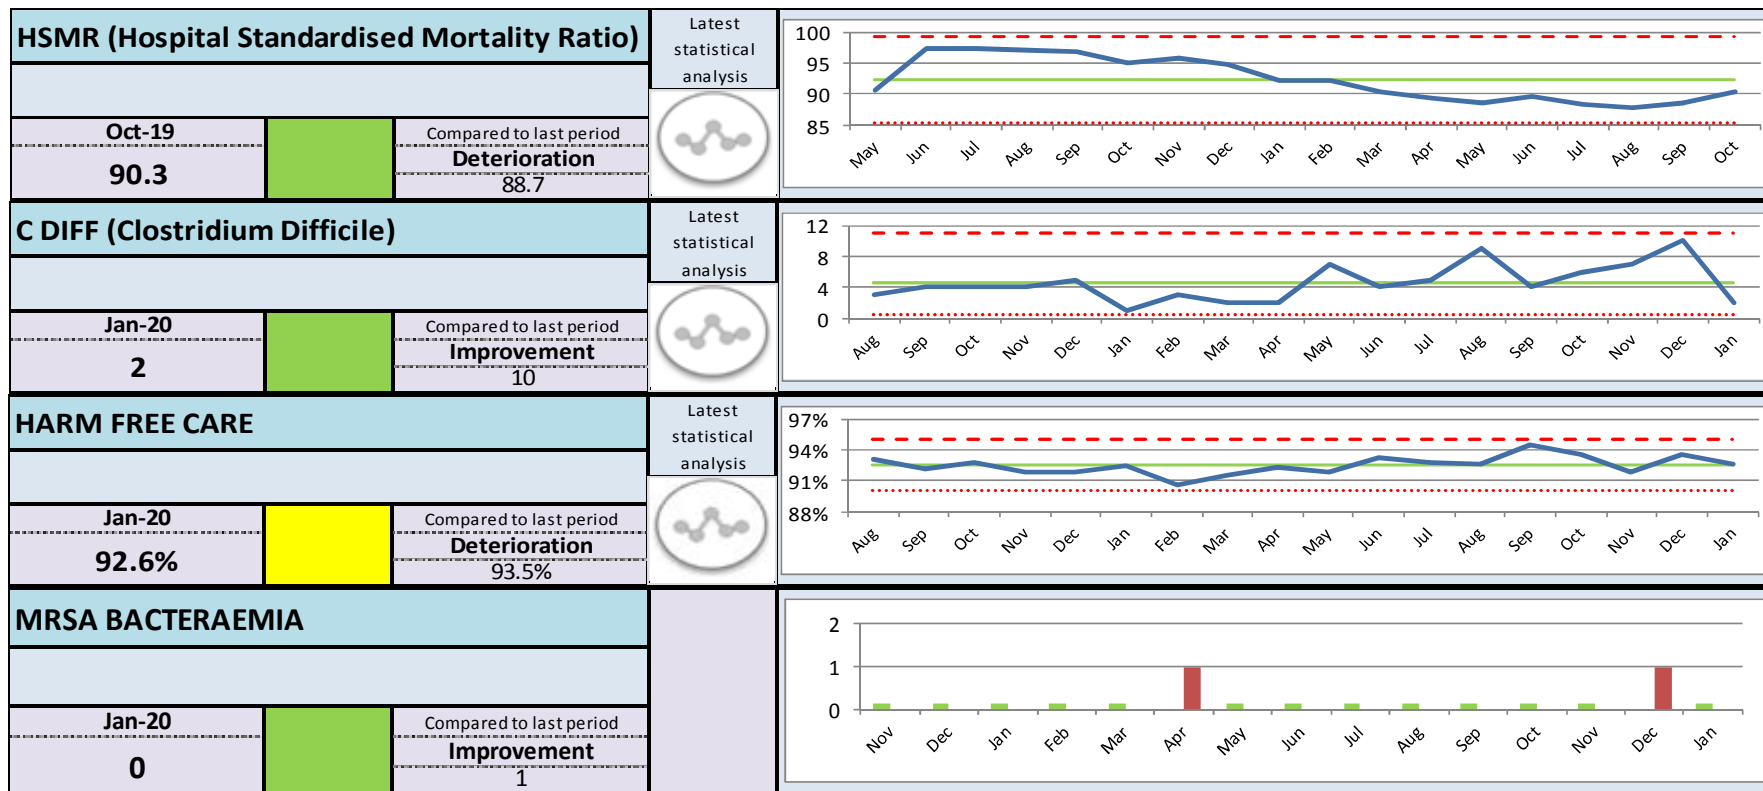 HSMR (Hospital Standardised Mortality Ratio)
Latest
statistical
analysis
Oct-19
90.3
Compared to last period
Deterioration
88.7
100
95
90
85
May Jun Jul Aug Sep Oct Nov Dec Jan Feb Mar Apr May Jun Jul Aug Sep Oct
C DIFF (Clostridium Difficile)
Latest
statistical
analysis
Jan-20
2
Compared to last period
Improvement
10
12
8
4
0
Aug Sep Oct Nov Dec Jan Feb Mar Apr May Jun Jul Aug Sep Oct Nov Dec Jan
HARM FREE CARE
Latest
statistical
analysis
Jan-20
92.6%
Compared to last period
Deterioration
93.5%
97%
94%
91%
88%
Aug Sep Oct Nov Dec Jan Feb Mar Apr May Jun Jul Aug Sep Oct Nov Dec Jan
MRSA BACTERAEMIA
Jan-20
0
Compared to last period
Improvement
1
2
1
0
Nov Dec Jan Feb Mar Apr May Jun Jul Aug Sep Oct Nov Dec Jan